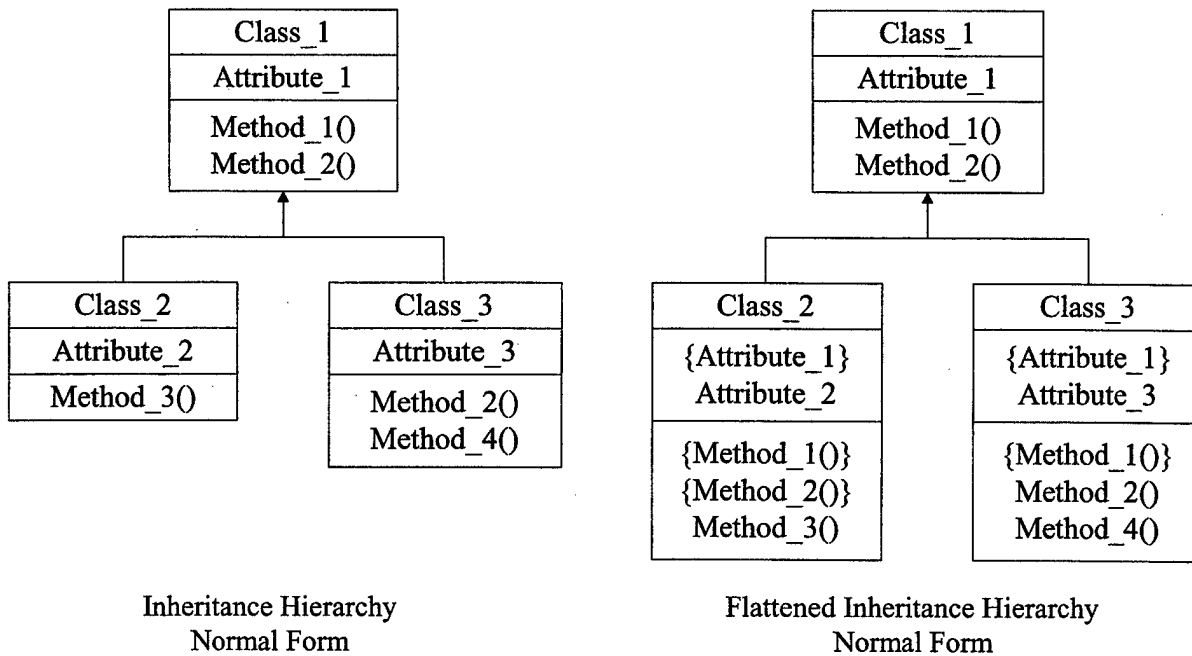 Class_1
Attribute_1
Method_1()
Method_2()
Class_2
Attribute_2
Method_3()
Class_3
Attribute_3
Method_2()
Method_4()
Inheritance Hierarchy
Normal Form
Class_1
Attribute_1
Method_1()
Method_2()
Class_2
{Attribute_1}
Attribute_2
{Method_1()}
{Method_2()}
Method_3()
Class_3
{Attribute_1}
Attribute_3
{Method_1()}
Method_2()
Method_4()
Flattened Inheritance Hierarchy
Normal Form